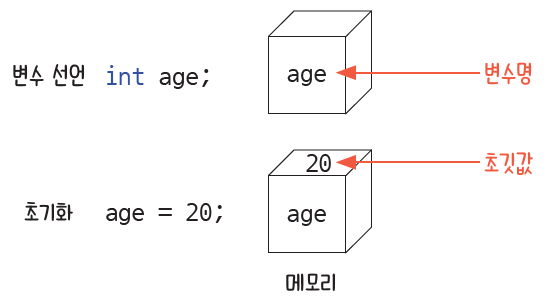 변수 선언 int age; age 변수명
20 초깃값
초기화 age = 20; age
메모리